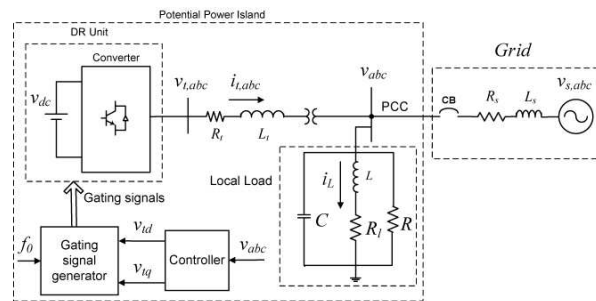 Potential Power Island
DR Unit
Converter
v_dc
v_t,abc
i_t,abc
R_t
L_t
v_abc
PCC
CB
Grid
R_s
L_s
v_s,abc
Local Load
i_L
L
C
R_l
R
Gating signals
f_0
Gating
signal
generator
v_td
v_tq
Controller
v_abc